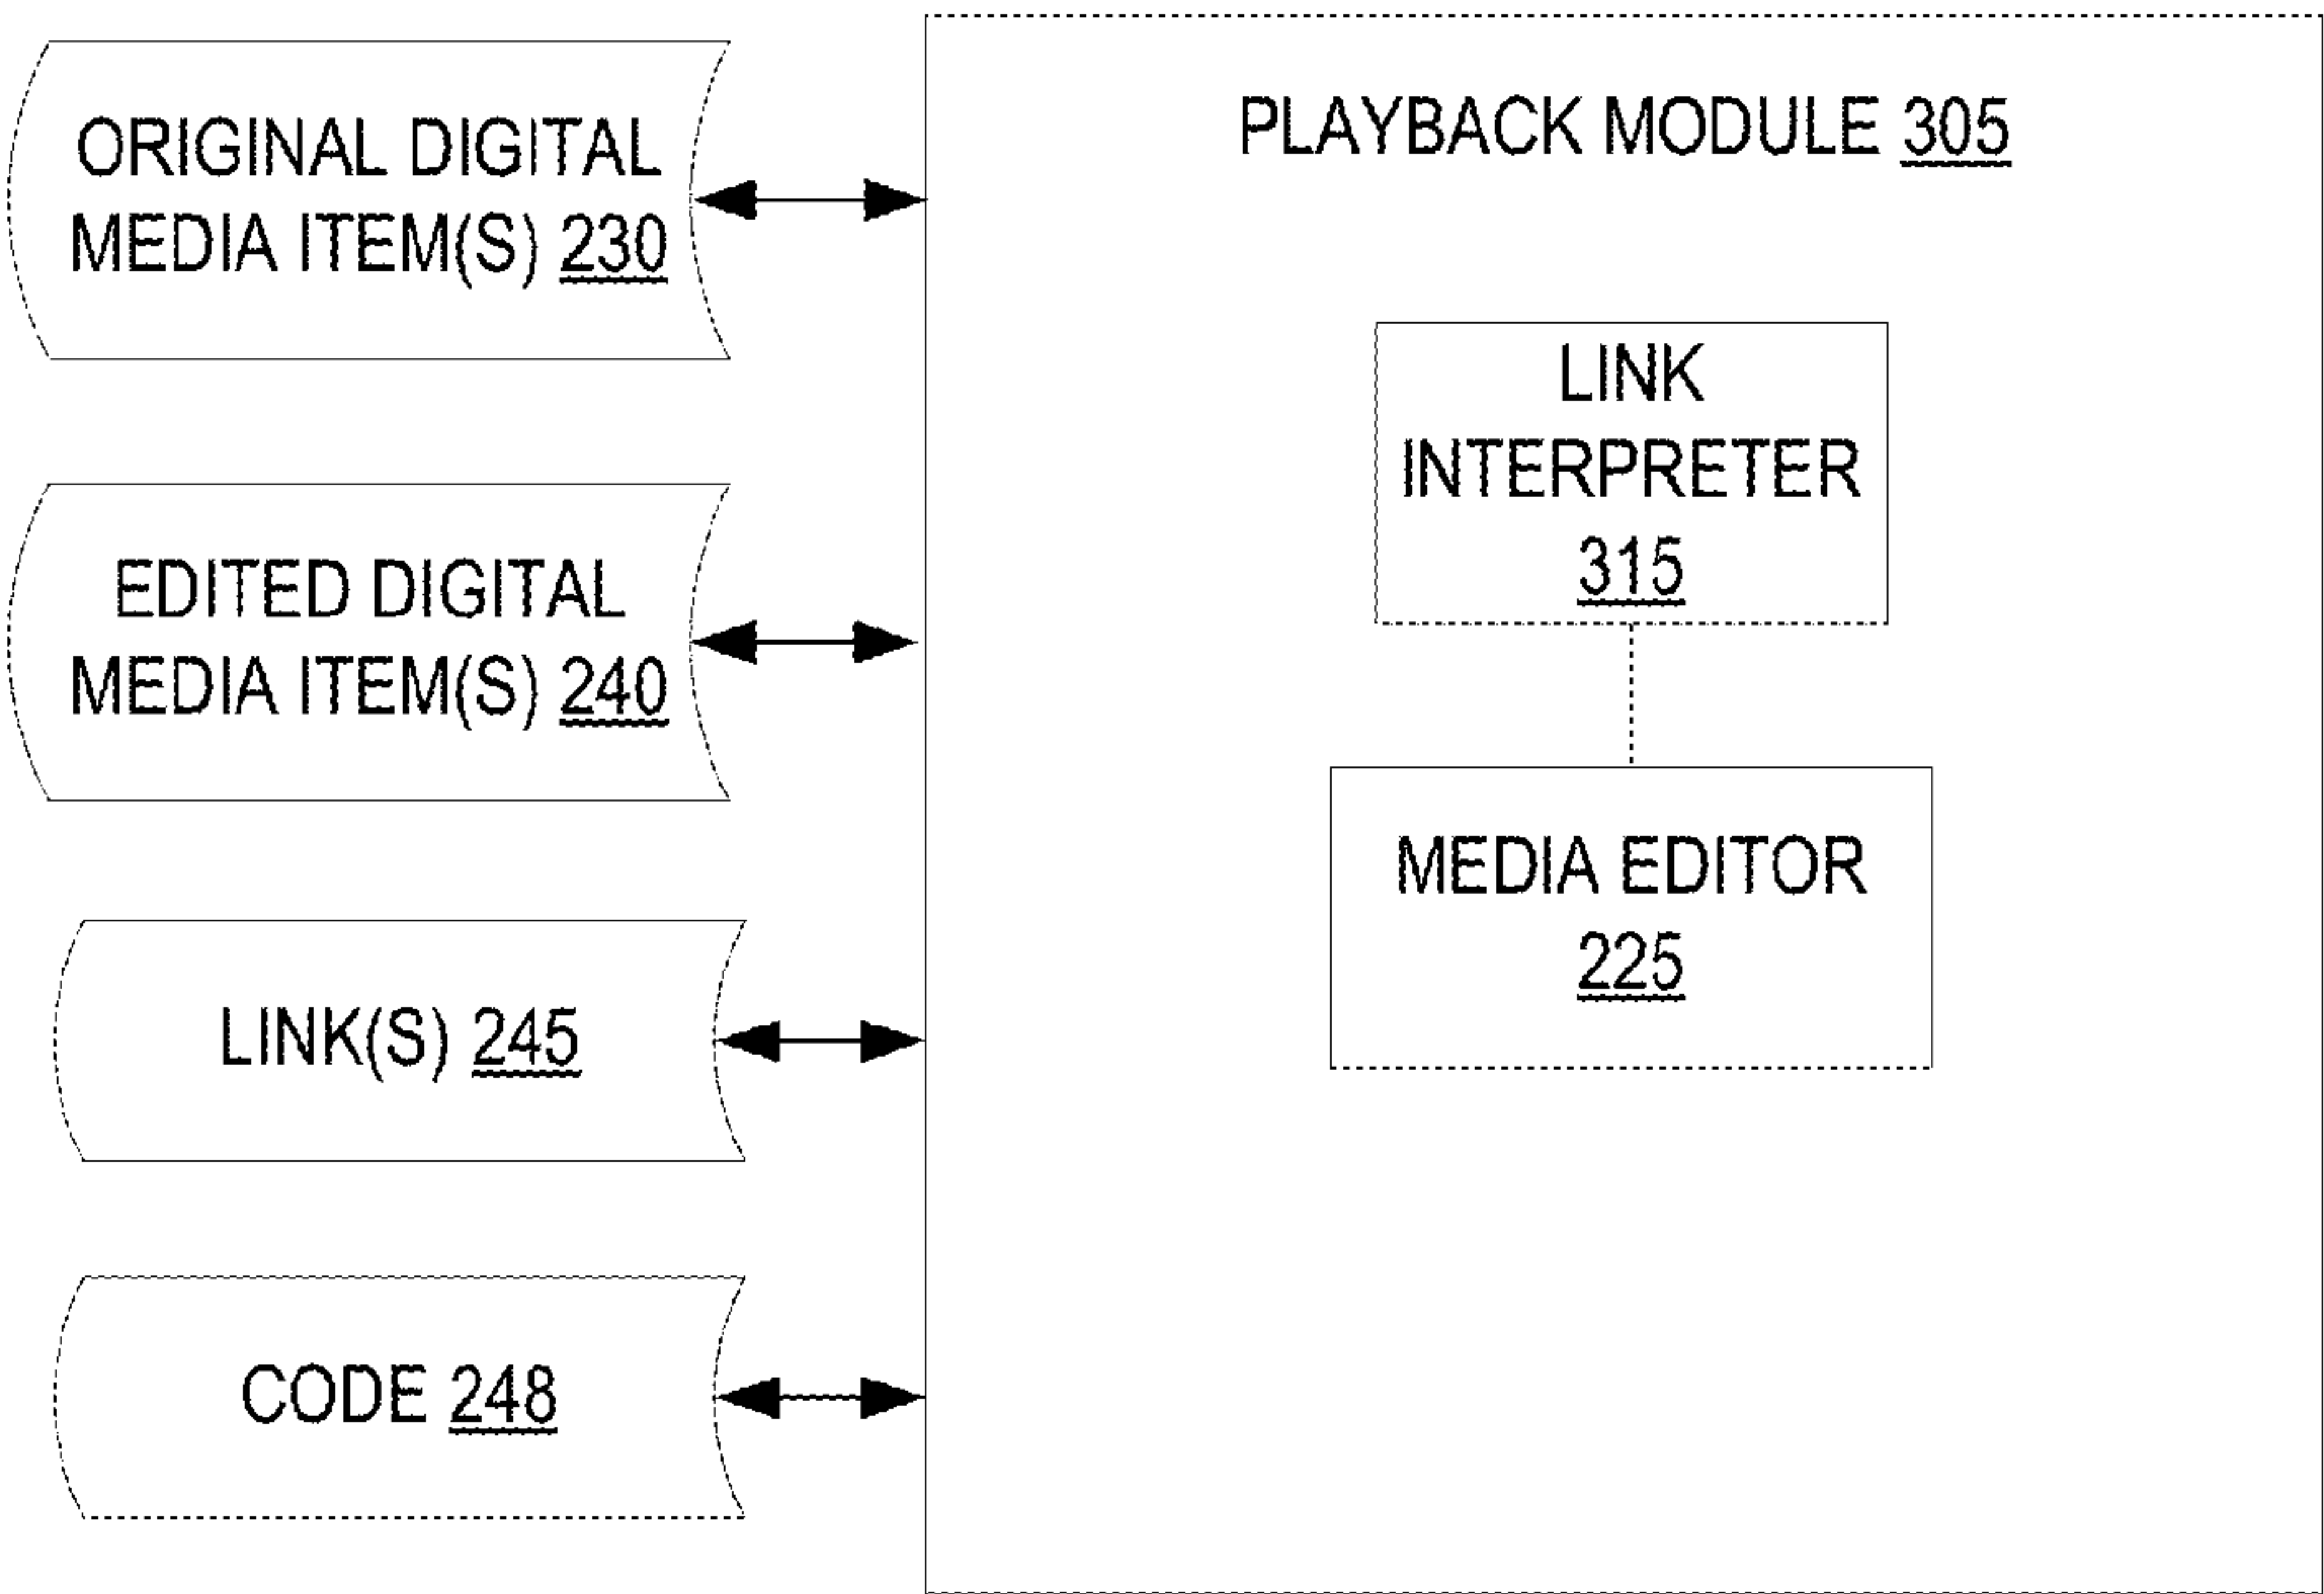 ORIGINAL DIGITAL
MEDIA ITEM(S) 230
EDITED DIGITAL
MEDIA ITEM(S) 240
LINK(S) 245
CODE 248
PLAYBACK MODULE 305
LINK
INTERPRETER
315
MEDIA EDITOR
225